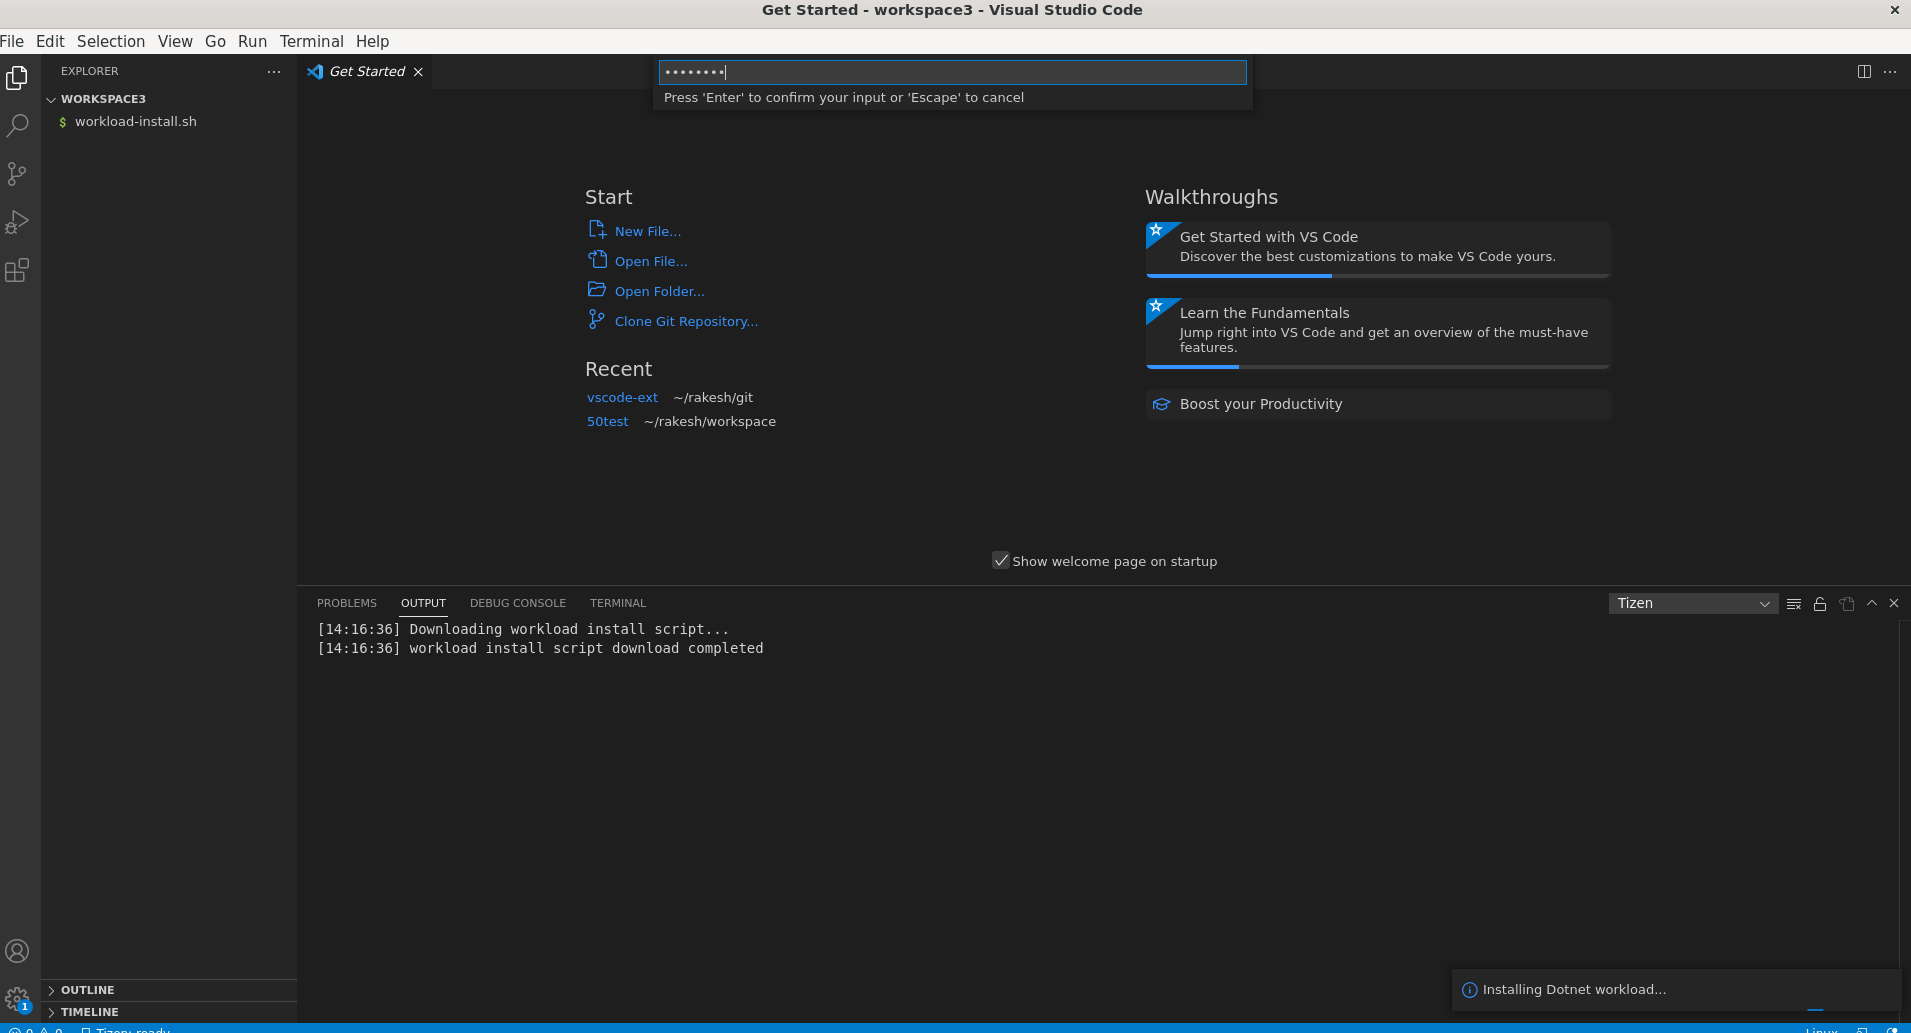 Get Started - workspace3 - Visual Studio Code
File Edit Selection View Go Run Terminal Help
EXPLORER
WORKSPACE3
workload-install.sh
Get Started
••••••••
Press 'Enter' to confirm your input or 'Escape' to cancel
Start
New File...
Open File...
Open Folder...
Clone Git Repository...
Recent
vscode-ext ~/rakesh/git
50test ~/rakesh/workspace
Walkthroughs
Get Started with VS Code
Discover the best customizations to make VS Code yours.
Learn the Fundamentals
Jump right into VS Code and get an overview of the must-have
features.
Boost your Productivity
Show welcome page on startup
PROBLEMS OUTPUT DEBUG CONSOLE TERMINAL
Tizen
[14:16:36] Downloading workload install script...
[14:16:36] workload install script download completed
OUTLINE
TIMELINE
1
Installing Dotnet workload...
0 0 Tizen: ready
Linux